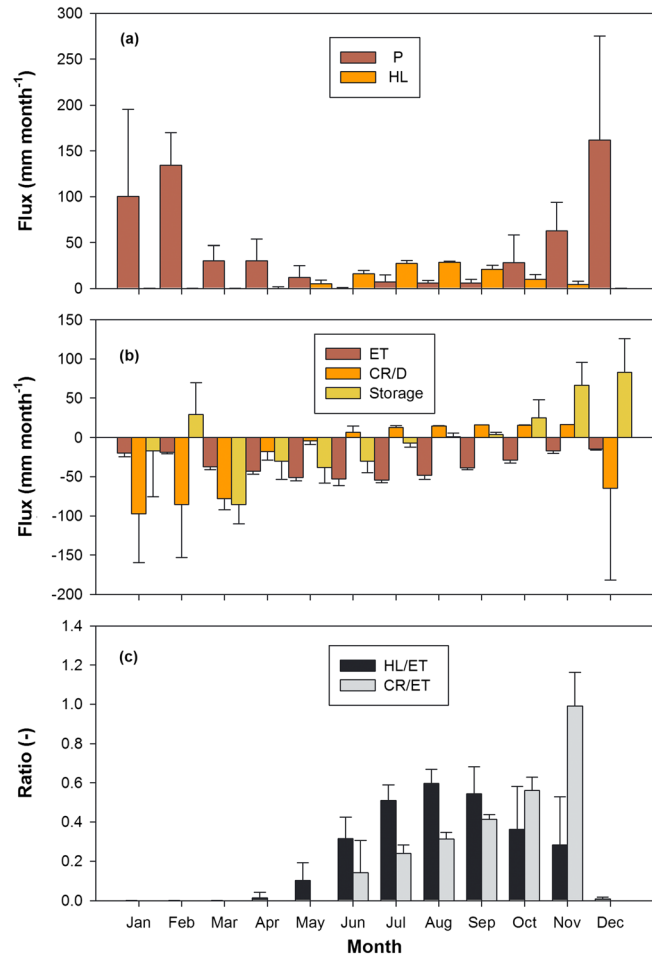 300
250
200
150
100
50
0
Flux (mm month⁻¹)
(a)
P
HL
150
100
50
0
-50
-100
-150
-200
Flux (mm month⁻¹)
(b)
ET
CR/D
Storage
1.4
1.2
1.0
0.8
0.6
0.4
0.2
0.0
Ratio (-)
(c)
HL/ET
CR/ET
Jan Feb Mar Apr May Jun Jul Aug Sep Oct Nov Dec
Month